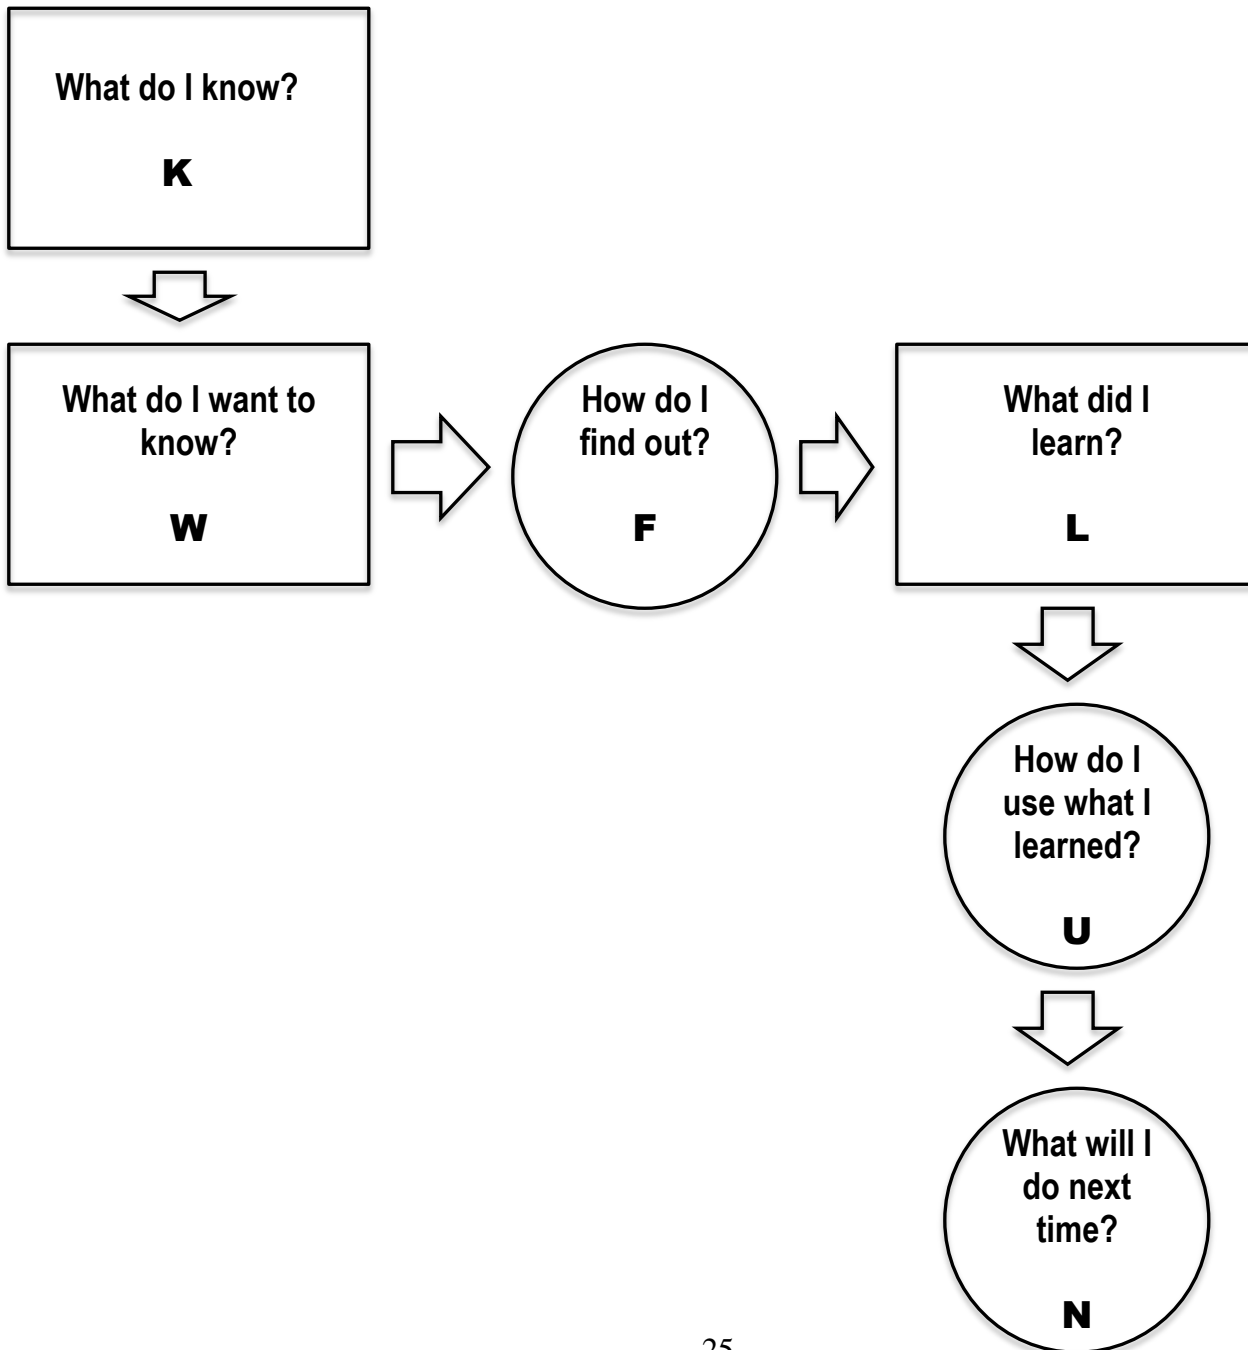 What do I know?
K
What do I want to
know?
W
How do I
find out?
F
What did I
learn?
L
How do I
use what I
learned?
U
What will I
do next
time?
N
25